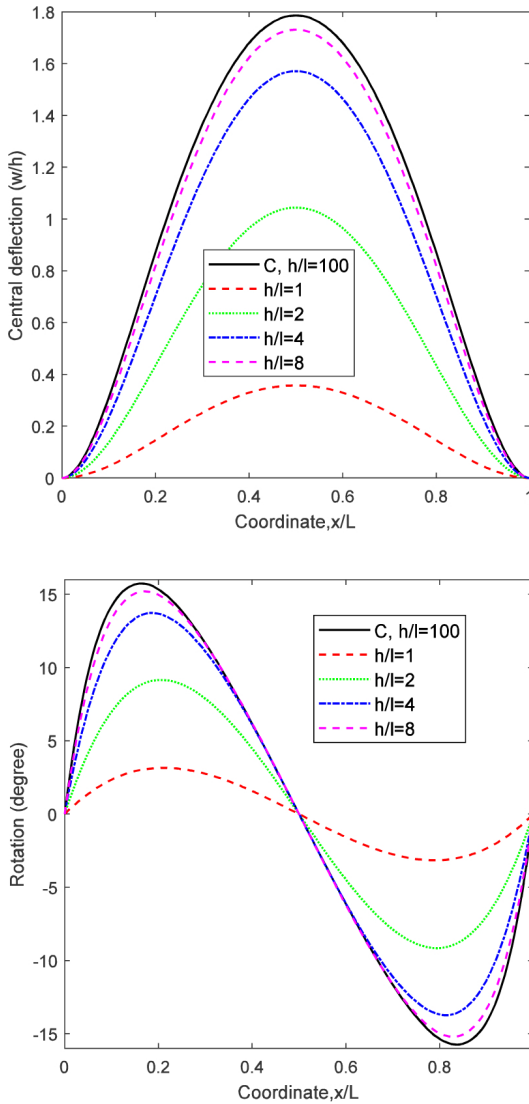 1.8
1.6
1.4
1.2
1
0.8
0.6
0.4
0.2
0
Central deflection (w/h)
C, h/l=100
h/l=1
h/l=2
h/l=4
h/l=8
0 0.2 0.4 0.6 0.8 1
Coordinate,x/L
15
10
5
0
-5
-10
-15
Rotation (degree)
C, h/l=100
h/l=1
h/l=2
h/l=4
h/l=8
0 0.2 0.4 0.6 0.8
Coordinate,x/L